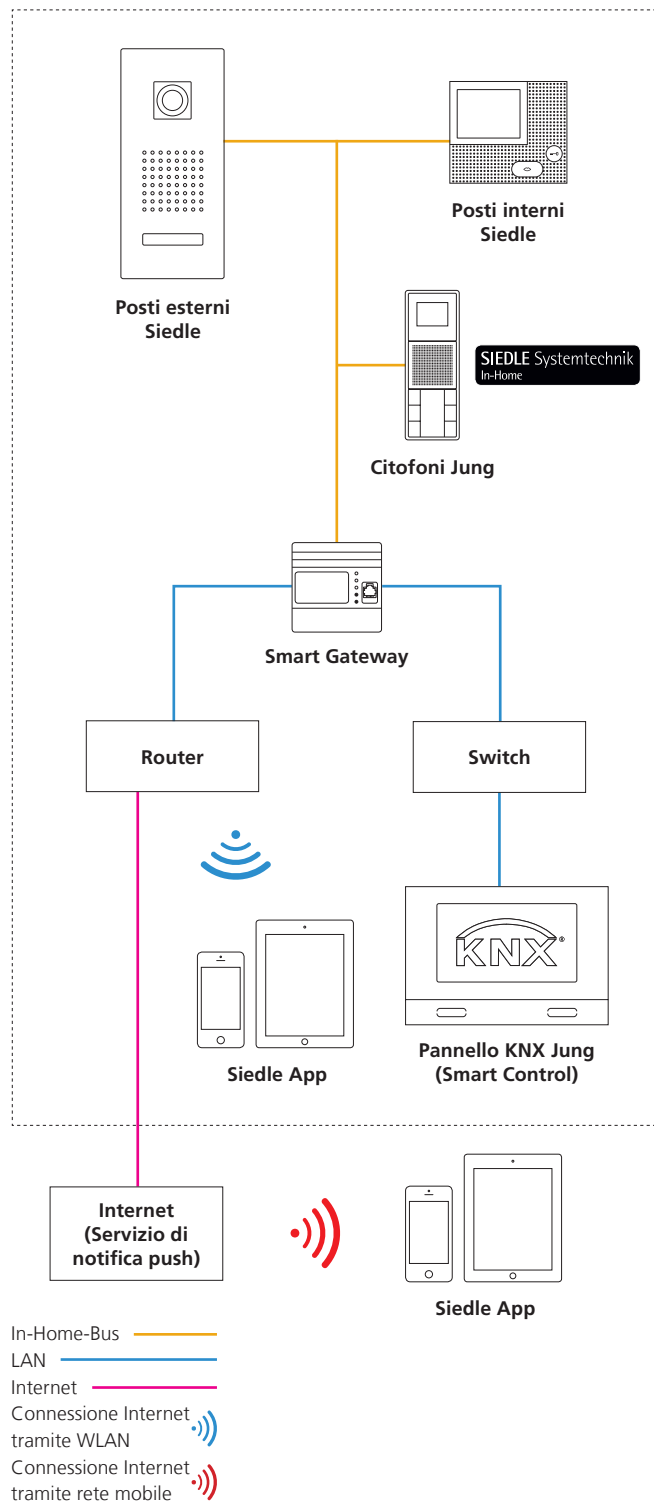 Posti interni
Siedle
Posti esterni
Siedle
SIEDLE Systemtechnik
In-Home
Citofoni Jung
Smart Gateway
Router
Switch
KNX®
Siedle App
Pannello KNX Jung
(Smart Control)
Internet
(Servizio di
notifica push)
Siedle App
In-Home-Bus
LAN
Internet
Connessione Internet
tramite WLAN
Connessione Internet
tramite rete mobile